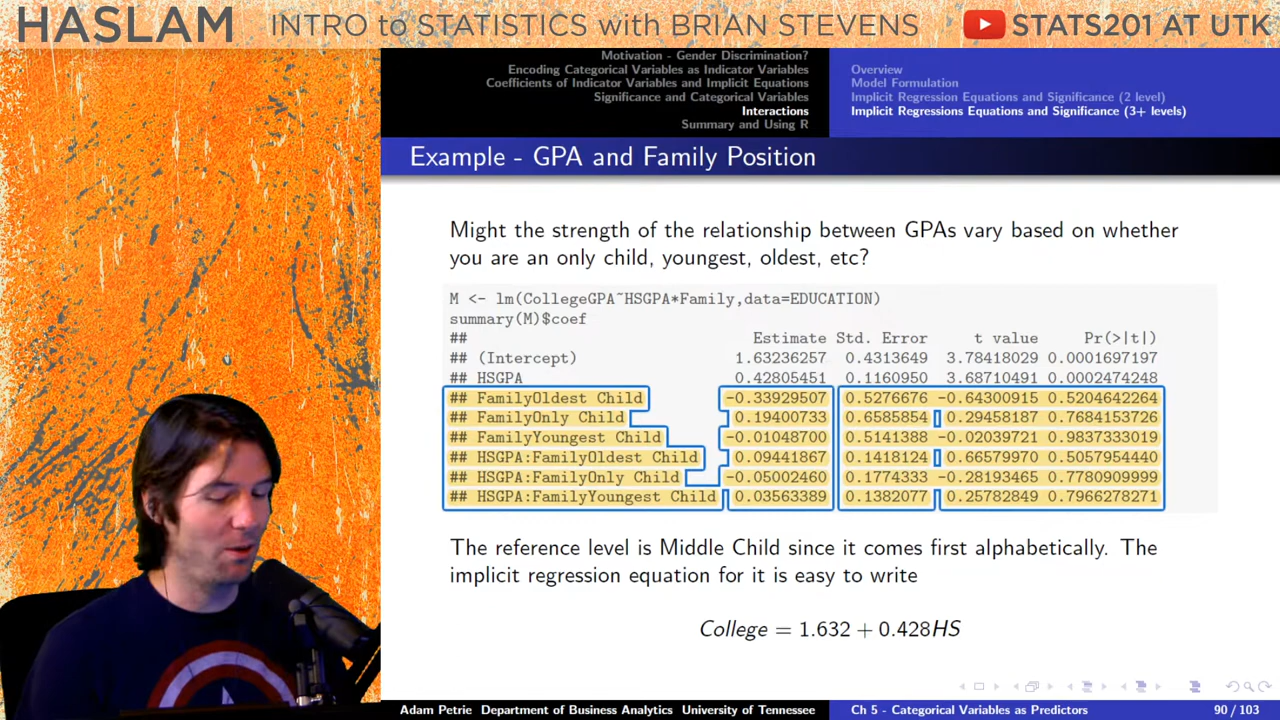 HASLAM INTRO to STATISTICS with BRIAN STEVENS STATS201 AT UTK
Motivation - Gender Discrimination?
Encoding Categorical Variables as Indicator Variables
Coefficients of Indicator Variables and Implicit Equations
Significance and Categorical Variables
Interactions
Summary and Using R
Overview
Model Formulation
Implicit Regression Equations and Significance (2 level)
Implicit Regressions Equations and Significance (3+ levels)
Example - GPA and Family Position
Might the strength of the relationship between GPAs vary based on whether
you are an only child, youngest, oldest, etc?
M <- lm(CollegeGPA~HSGPA*Family,data=EDUCATION)
summary(M)$coef
## Estimate Std. Error t value Pr(>|t|)
## (Intercept) 1.63236257 0.4313649 3.78418029 0.0001697197
## HSGPA 0.42805451 0.1160950 3.68710491 0.0002474248
## FamilyOldest Child -0.33929507 0.5276676 -0.64300915 0.5204642264
## FamilyOnly Child 0.19400733 0.6585854 0.29458187 0.7684153726
## FamilyYoungest Child -0.01048700 0.5141388 -0.02039721 0.9837333019
## HSGPA:FamilyOldest Child 0.09441867 0.1418124 0.66579970 0.5057954440
## HSGPA:FamilyOnly Child -0.05002460 0.1774333 -0.28193465 0.7780909999
## HSGPA:FamilyYoungest Child 0.03563389 0.1382077 0.25782849 0.7966278271
The reference level is Middle Child since it comes first alphabetically. The
implicit regression equation for it is easy to write
College = 1.632 + 0.428HS
Adam Petrie Department of Business Analytics University of Tennessee Ch 5 - Categorical Variables as Predictors 90 / 103